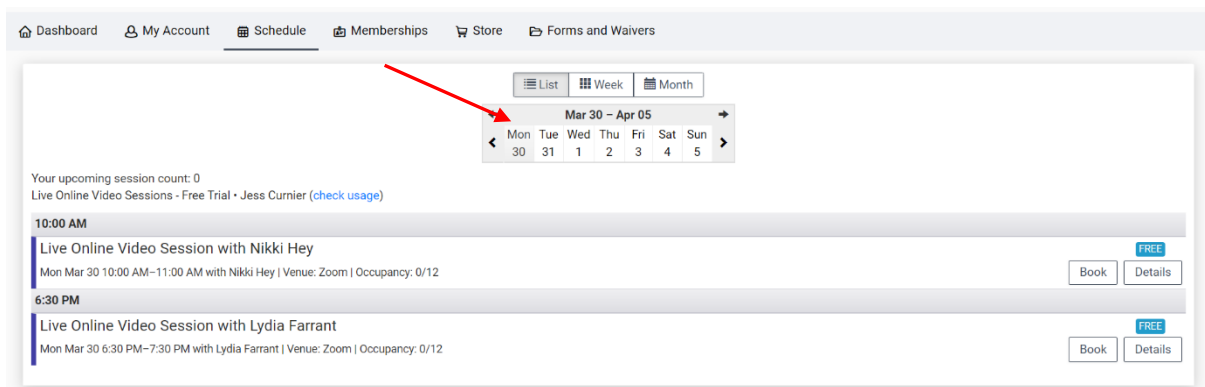 Dashboard My Account Schedule Memberships Store Forms and Waivers
List Week Month
Mar 30 – Apr 05
Mon Tue Wed Thu Fri Sat Sun
30 31 1 2 3 4 5
Your upcoming session count: 0
Live Online Video Sessions - Free Trial • Jess Curnier (check usage)
10:00 AM
Live Online Video Session with Nikki Hey FREE
Mon Mar 30 10:00 AM–11:00 AM with Nikki Hey | Venue: Zoom | Occupancy: 0/12 Book Details
6:30 PM
Live Online Video Session with Lydia Farrant FREE
Mon Mar 30 6:30 PM–7:30 PM with Lydia Farrant | Venue: Zoom | Occupancy: 0/12 Book Details